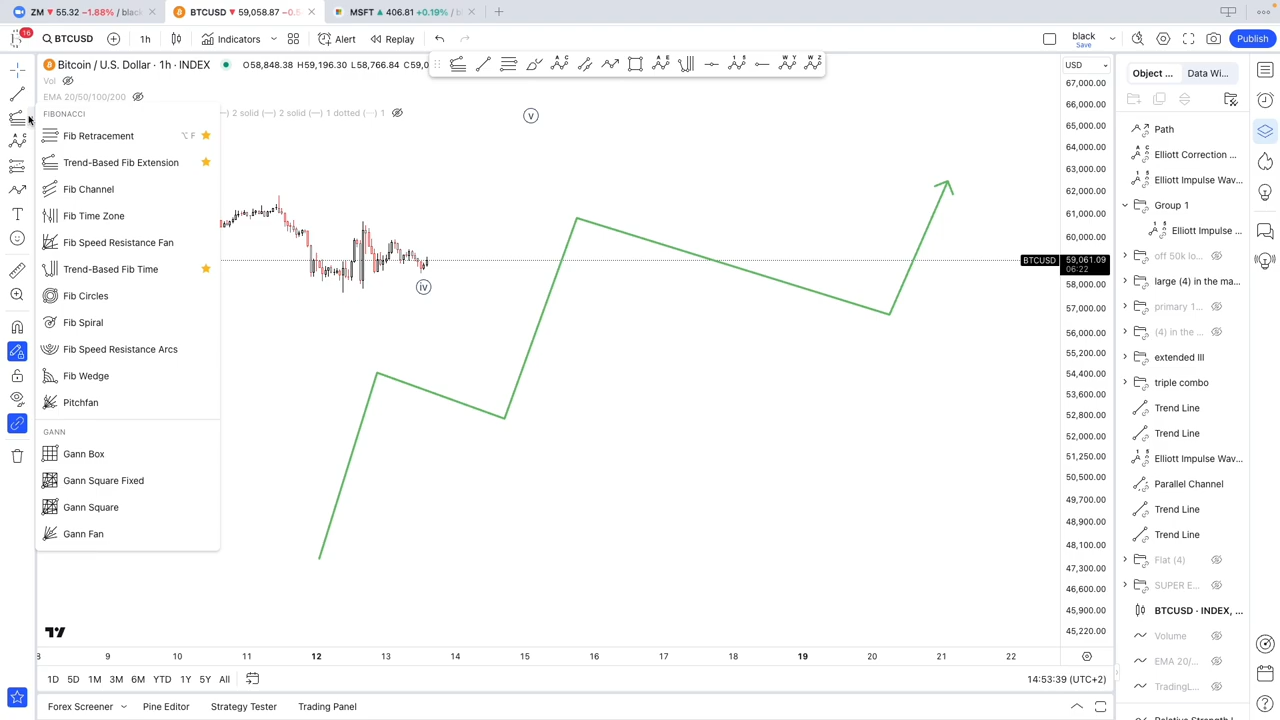 ZM ▼ 55.32 −1.88% / black
BTCUSD ▼ 59,058.87 −0.5
MSFT ▲ 406.81 +0.19% / b
16
BTCUSD
1h
Indicators
Alert
Replay
black
Save
Publish
Bitcoin / U.S. Dollar · 1h · INDEX
O58,848.38 H59,196.30 L58,766.84 C59,0
Vol
EMA 20/50/100/200
2 solid (—) 2 solid (—) 1 dotted (—) 1
FIBONACCI
Fib Retracement
⌥ F
Trend-Based Fib Extension
Fib Channel
Fib Time Zone
Fib Speed Resistance Fan
Trend-Based Fib Time
Fib Circles
Fib Spiral
Fib Speed Resistance Arcs
Fib Wedge
Pitchfan
GANN
Gann Box
Gann Square Fixed
Gann Square
Gann Fan
v
iv
USD
67,000.00
66,000.00
65,000.00
64,000.00
63,000.00
62,000.00
61,000.00
60,000.00
BTCUSD
59,061.09
06:22
58,000.00
57,000.00
56,000.00
55,200.00
54,400.00
53,600.00
52,800.00
52,000.00
51,250.00
50,500.00
49,700.00
48,900.00
48,100.00
47,300.00
46,600.00
45,900.00
45,220.00
8 9 10 11 12 13 14 15 16 17 18 19 20 21 22
1D 5D 1M 3M 6M YTD 1Y 5Y All
14:53:39 (UTC+2)
Forex Screener
Pine Editor
Strategy Tester
Trading Panel
Object ...
Data Wi...
Path
Elliott Correction ...
Elliott Impulse Wav...
Group 1
Elliott Impulse ...
off 50k lo...
large (4) in the ma...
primary 1...
(4) in the ...
extended III
triple combo
Trend Line
Trend Line
Elliott Impulse Wav...
Parallel Channel
Trend Line
Trend Line
Flat (4)
SUPER E...
BTCUSD · INDEX, ...
Volume
EMA 20/...
TradingL...